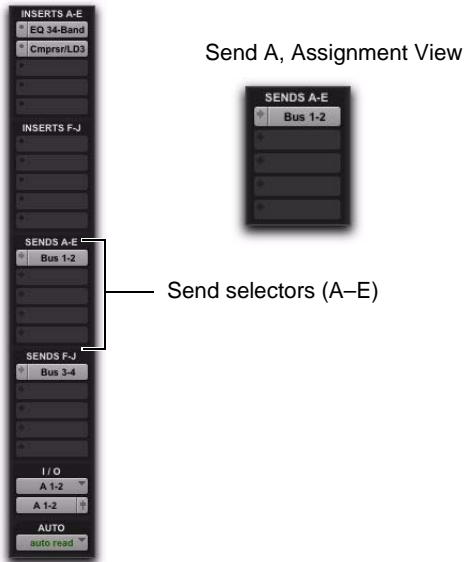 INSERTS A-E
EQ 34-Band
Cmprsr/LD3
INSERTS F-J
SENDS A-E
Bus 1-2
SENDS F-J
Bus 3-4
I / O
A 1-2
A 1-2
AUTO
auto read
Send A, Assignment View
SENDS A-E
Bus 1-2
Send selectors (A–E)